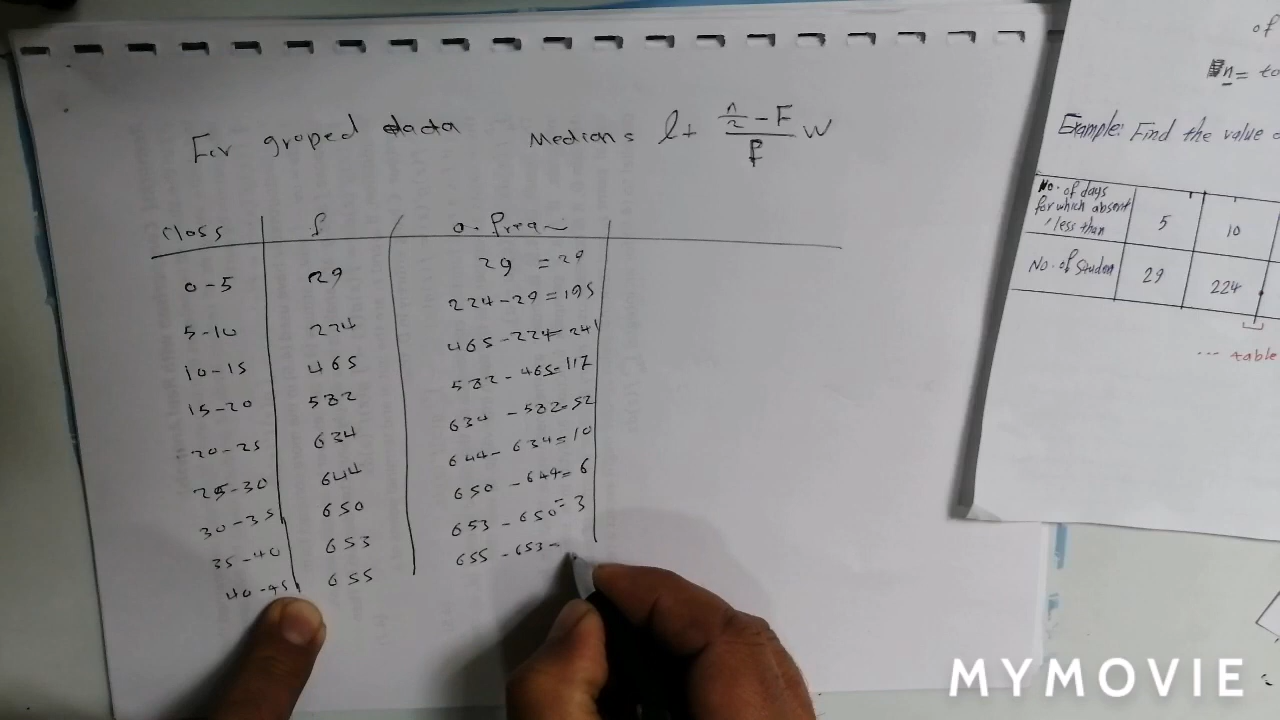 For groped data Median = l+ n/2 - F / f W
class f o. freq
0-5 29 29 = 29
5-10 224 224-29=195
10-15 465 465-224=241
15-20 582 582-465=117
20-25 634 634-582=52
25-30 644 644-634=10
30-35 650 650-644=6
35-40 653 653-650=3
40-45 655 655-653=
of
n= to
Example: Find the value o
No. of days for which absent less than 5 10
No. of Studen 29 224
... table
MYMOVIE